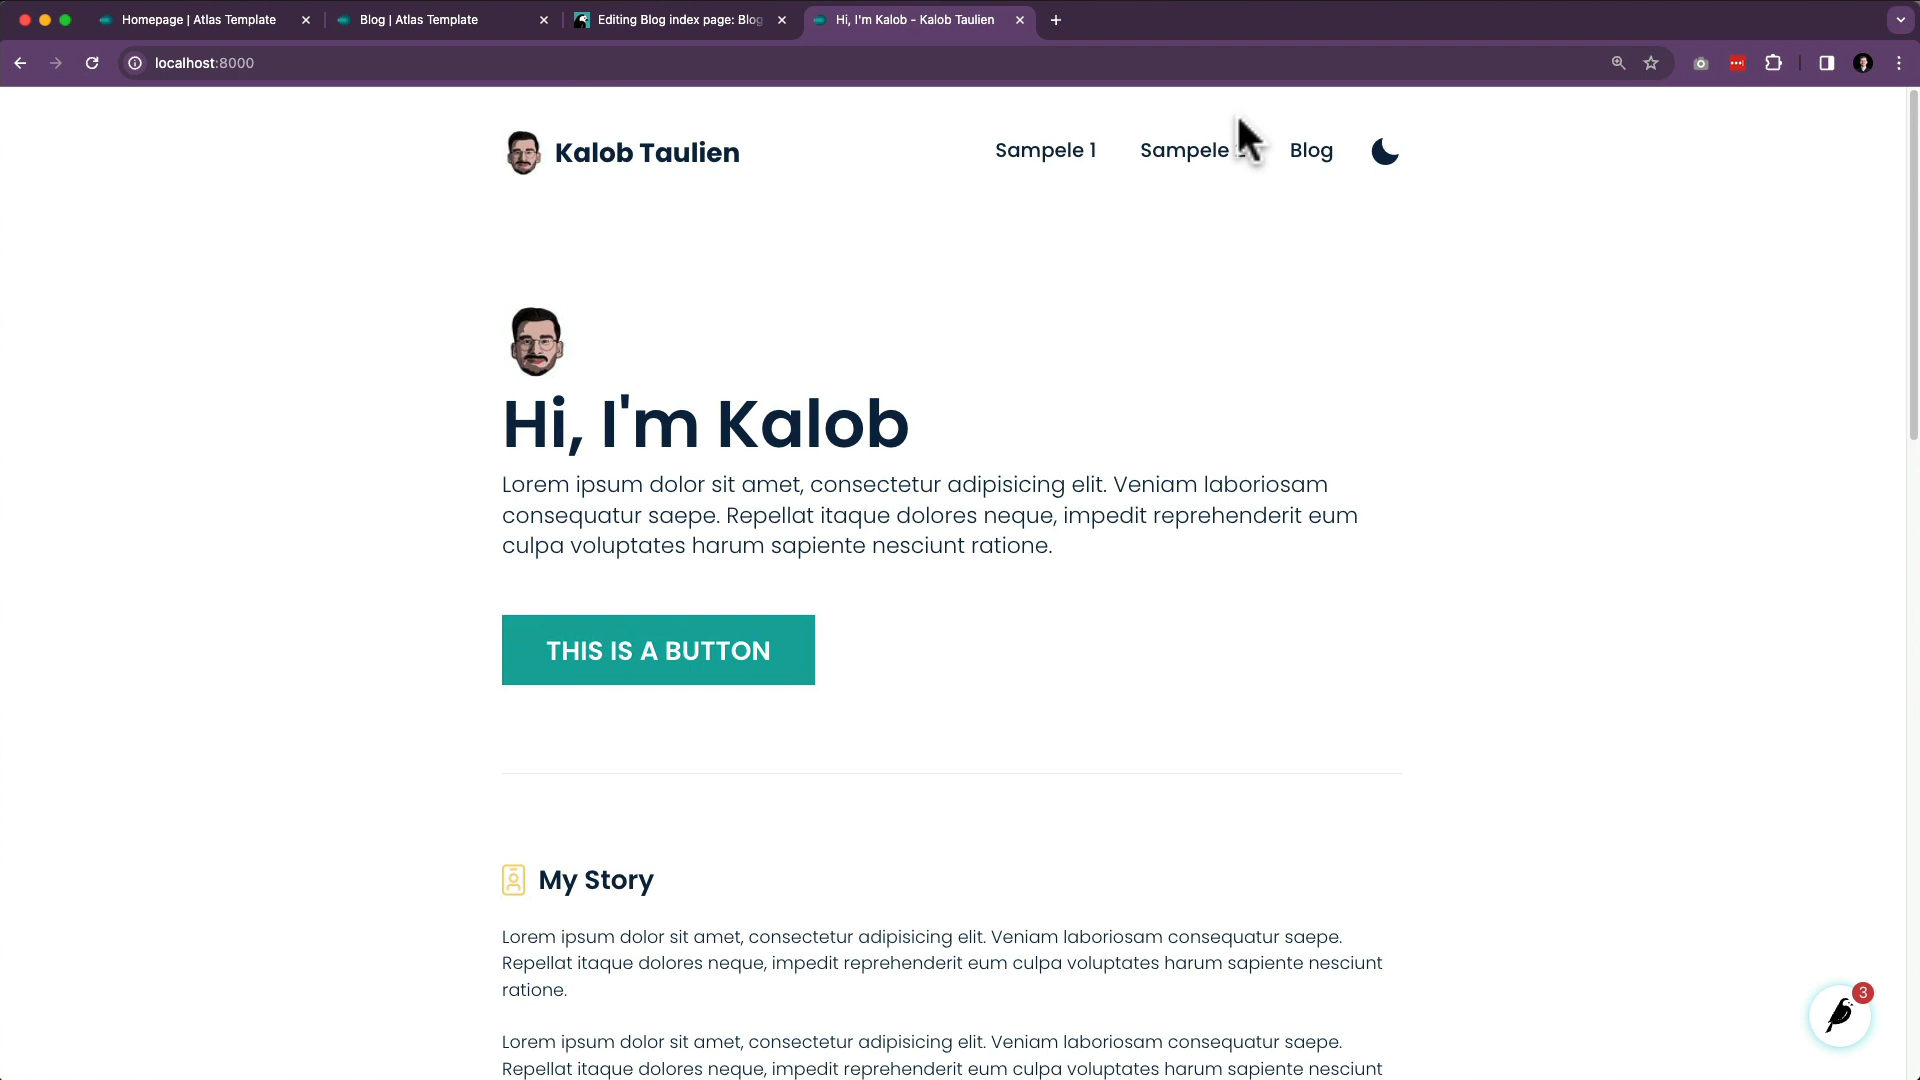 Homepage | Atlas Template
Blog | Atlas Template
Editing Blog index page: Blog
Hi, I'm Kalob - Kalob Taulien
localhost:8000
Kalob Taulien
Sampele 1
Sampele
Blog
Hi, I'm Kalob
Lorem ipsum dolor sit amet, consectetur adipisicing elit. Veniam laboriosam
consequatur saepe. Repellat itaque dolores neque, impedit reprehenderit eum
culpa voluptates harum sapiente nesciunt ratione.
THIS IS A BUTTON
My Story
Lorem ipsum dolor sit amet, consectetur adipisicing elit. Veniam laboriosam consequatur saepe.
Repellat itaque dolores neque, impedit reprehenderit eum culpa voluptates harum sapiente nesciunt
ratione.
3
Lorem ipsum dolor sit amet, consectetur adipisicing elit. Veniam laboriosam consequatur saepe.
Repellat itaque dolores neque, impedit reprehenderit eum culpa voluptates harum sapiente nesciunt